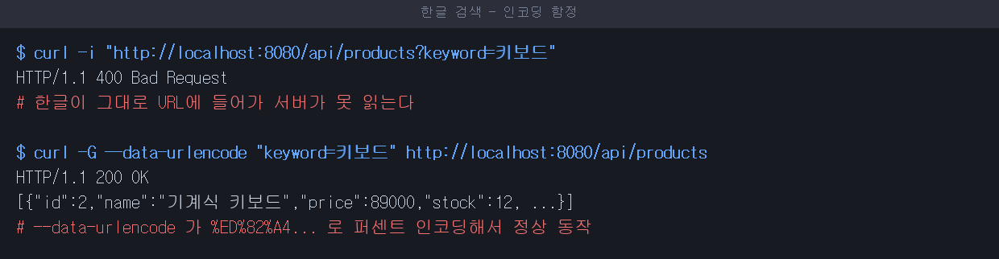 한글 검색 - 인코딩 함정
$ curl -i "http://localhost:8080/api/products?keyword=키보드"
HTTP/1.1 400 Bad Request
# 한글이 그대로 URL에 들어가 서버가 못 읽는다
$ curl -G --data-urlencode "keyword=키보드" http://localhost:8080/api/products
HTTP/1.1 200 OK
[{"id":2,"name":"기계식 키보드","price":89000,"stock":12, ...}]
# --data-urlencode 가 %ED%82%A4... 로 퍼센트 인코딩해서 정상 동작